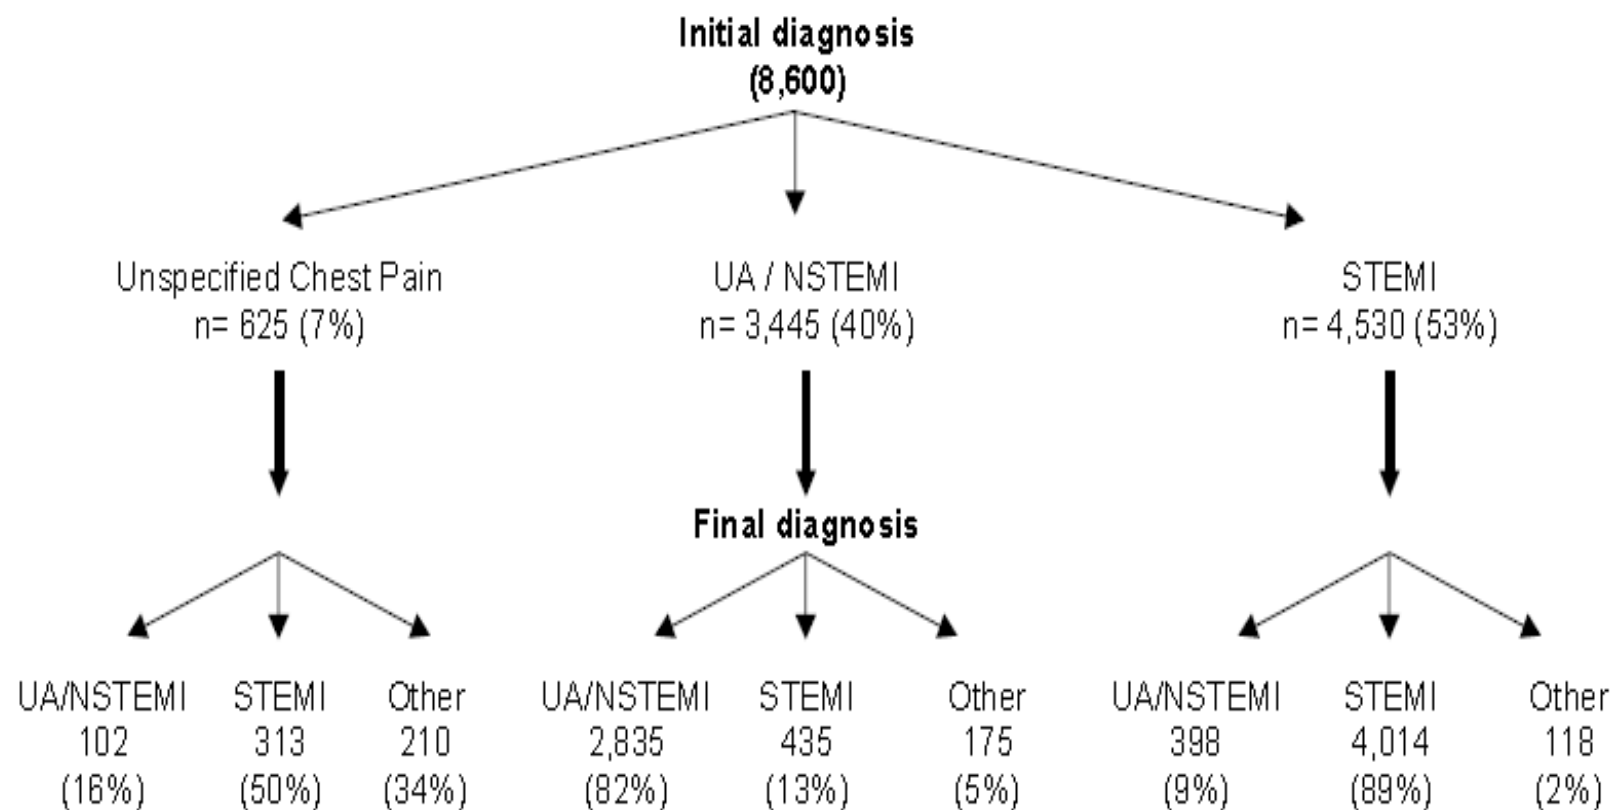 Initial diagnosis
(8,600)
Unspecified Chest Pain
n= 625 (7%)
UA / NSTEMI
n= 3,445 (40%)
STEMI
n= 4,530 (53%)
Final diagnosis
UA/NSTEMI
102
(16%)
STEMI
313
(50%)
Other
210
(34%)
UA/NSTEMI
2,835
(82%)
STEMI
435
(13%)
Other
175
(5%)
UA/NSTEMI
398
(9%)
STEMI
4,014
(89%)
Other
118
(2%)